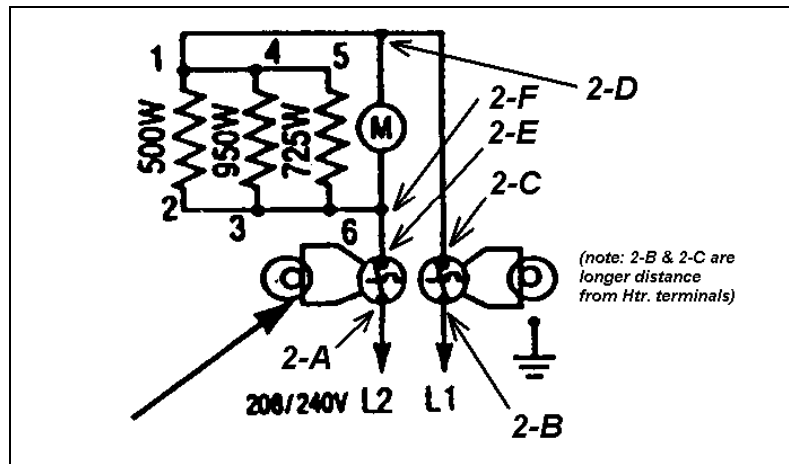 1 4 5
2-F
2-D
2-E
500W 950W 725W
M
2-C
2 3 6
(note: 2-B & 2-C are
longer distance
from Htr. terminals)
2-A
208/240V L2 L1
2-B